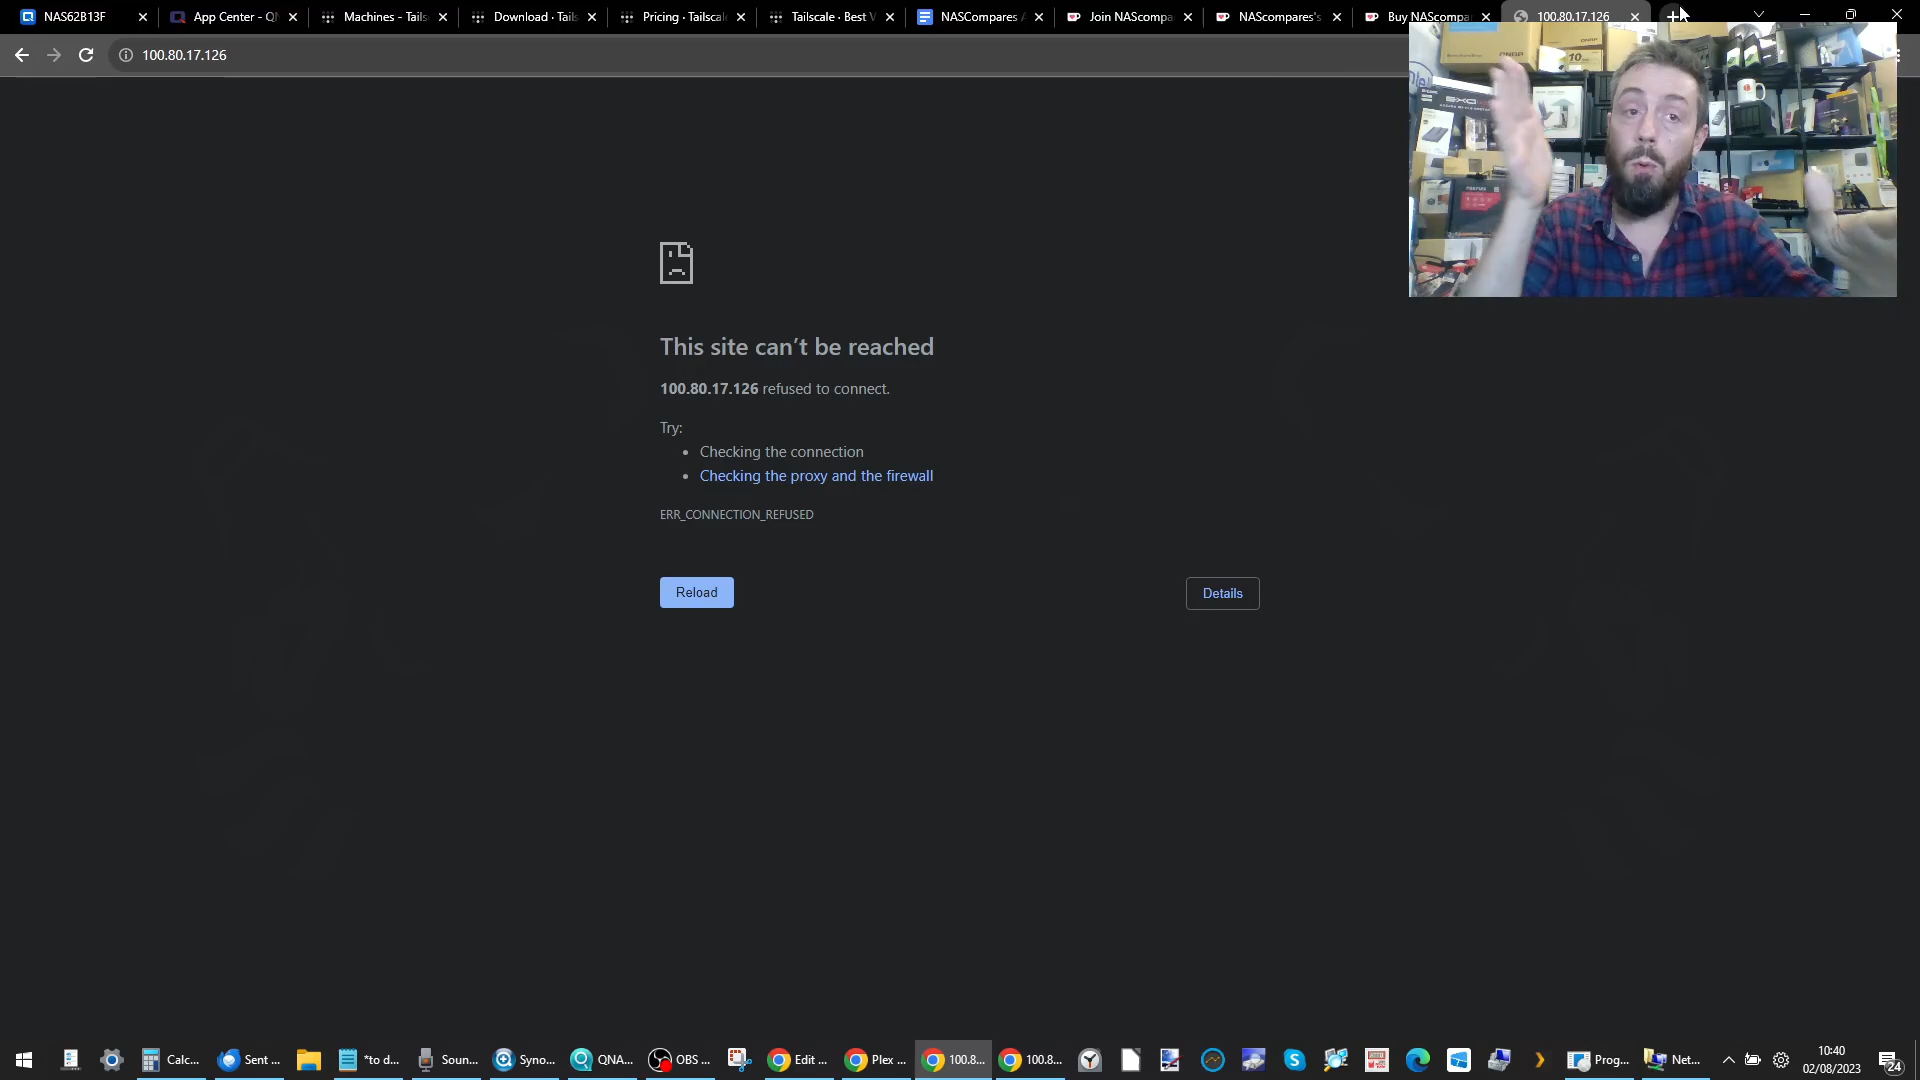 NAS62B13F
App Center - Q
Machines - Tails
Download · Tails
Pricing · Tailscal
Tailscale · Best V
NASCompares
Join NAScompa
NAScompares's
Buy NAScompa
100.80.17.126
100.80.17.126
This site can't be reached
100.80.17.126 refused to connect.
Try:
• Checking the connection
• Checking the proxy and the firewall
ERR_CONNECTION_REFUSED
Reload
Details
Calc...
Sent ...
*to d...
Soun...
Syno...
QNA...
OBS ...
Edit ...
Plex ...
100.8...
100.8...
Prog...
Net...
10:40
02/08/2023
24